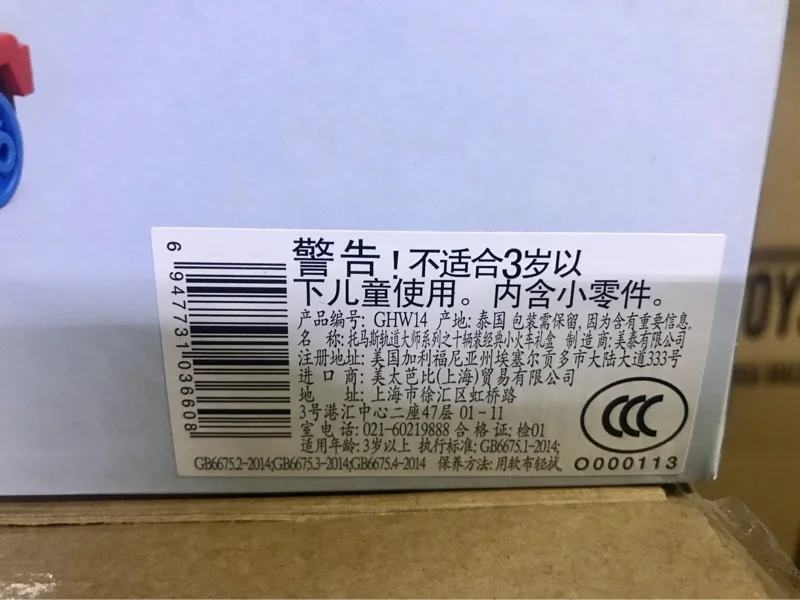 警告！不适合3岁以
下儿童使用。内含小零件。
产品编号: GHW14 产地: 泰国 包装需保留, 因为含有重要信息。
名 称: 托马斯轨道大师系列之十辆装经典小火车礼盒 制造商: 美泰有限公司
注册地址: 美国加利福尼亚州埃塞尔贡多市大陆大道333号
进口商: 美太芭比(上海)贸易有限公司
地 址: 上海市徐汇区虹桥路
3号港汇中心二座47层 01-11
室 电话: 021-60219888 合格证: 检01
适用年龄: 3岁以上 执行标准: GB6675.1-2014;
GB6675.2-2014;GB6675.3-2014;GB6675.4-2014 保养方法: 用软布轻拭
CCC
O000113
6 947731 036608
OYS